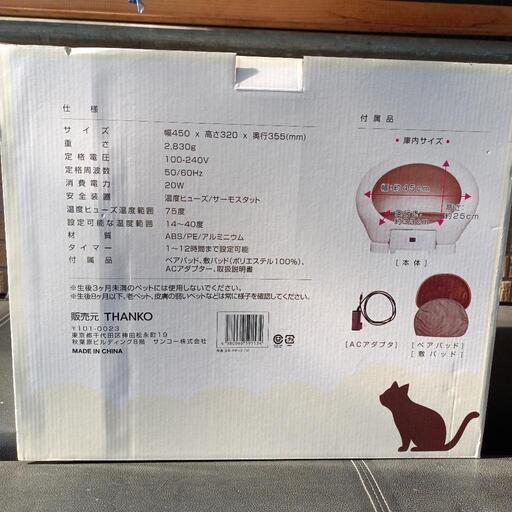 仕様
サイズ 幅450 x 高さ320 x 奥行355(mm)
重さ 2,830g
定格電圧 100-240V
定格周波数 50/60Hz
消費電力 20W
安全装置 温度ヒューズ/サーモスタット
温度ヒューズ温度範囲 75度
設定可能な温度範囲 14〜40度
材質 ABS/PE/アルミニウム
タイマー 1〜12時間まで設定可能
付属品 ベアパッド、敷パッド(ポリエステル100%)、
ACアダプター、取扱説明書
※生後3ヶ月未満のペットには使用しないでください。
※生後8ヶ月以下、老ペット、皮膚の弱いペットなどは常に様子を確認してください。
販売元 THANKO
〒101-0023
東京都千代田区神田松永町19
秋葉原ビルディング8階 サンコー株式会社
MADE IN CHINA
付属品
庫内サイズ
幅:約45cm
高さ:
約25cm
[本体]
[ACアダプタ]
[ベアパッド]
[敷パッド]